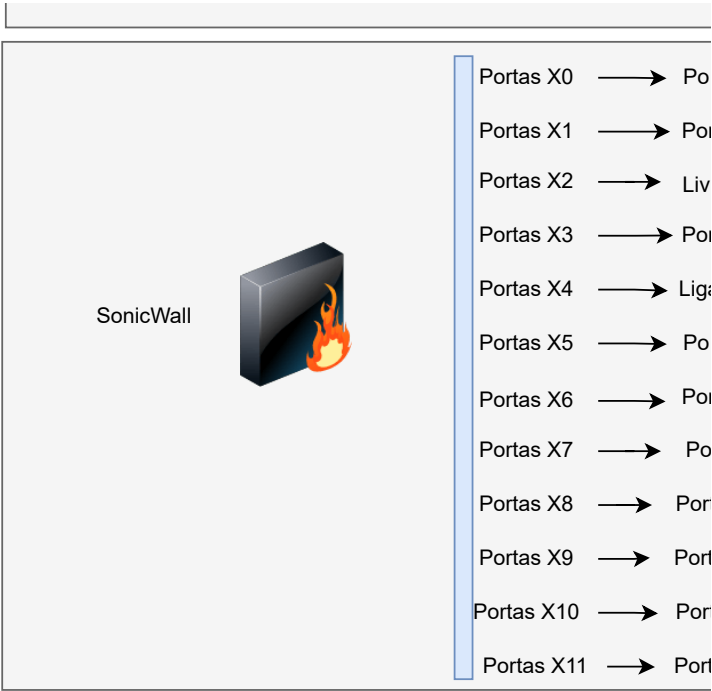 Portas X0 Po
Portas X1 Por
Portas X2 Liv
Portas X3 Por
Portas X4 Liga
SonicWall
Portas X5 Po
Portas X6 Por
Portas X7 Po
Portas X8 Port
Portas X9 Port
Portas X10 Port
Portas X11 Port